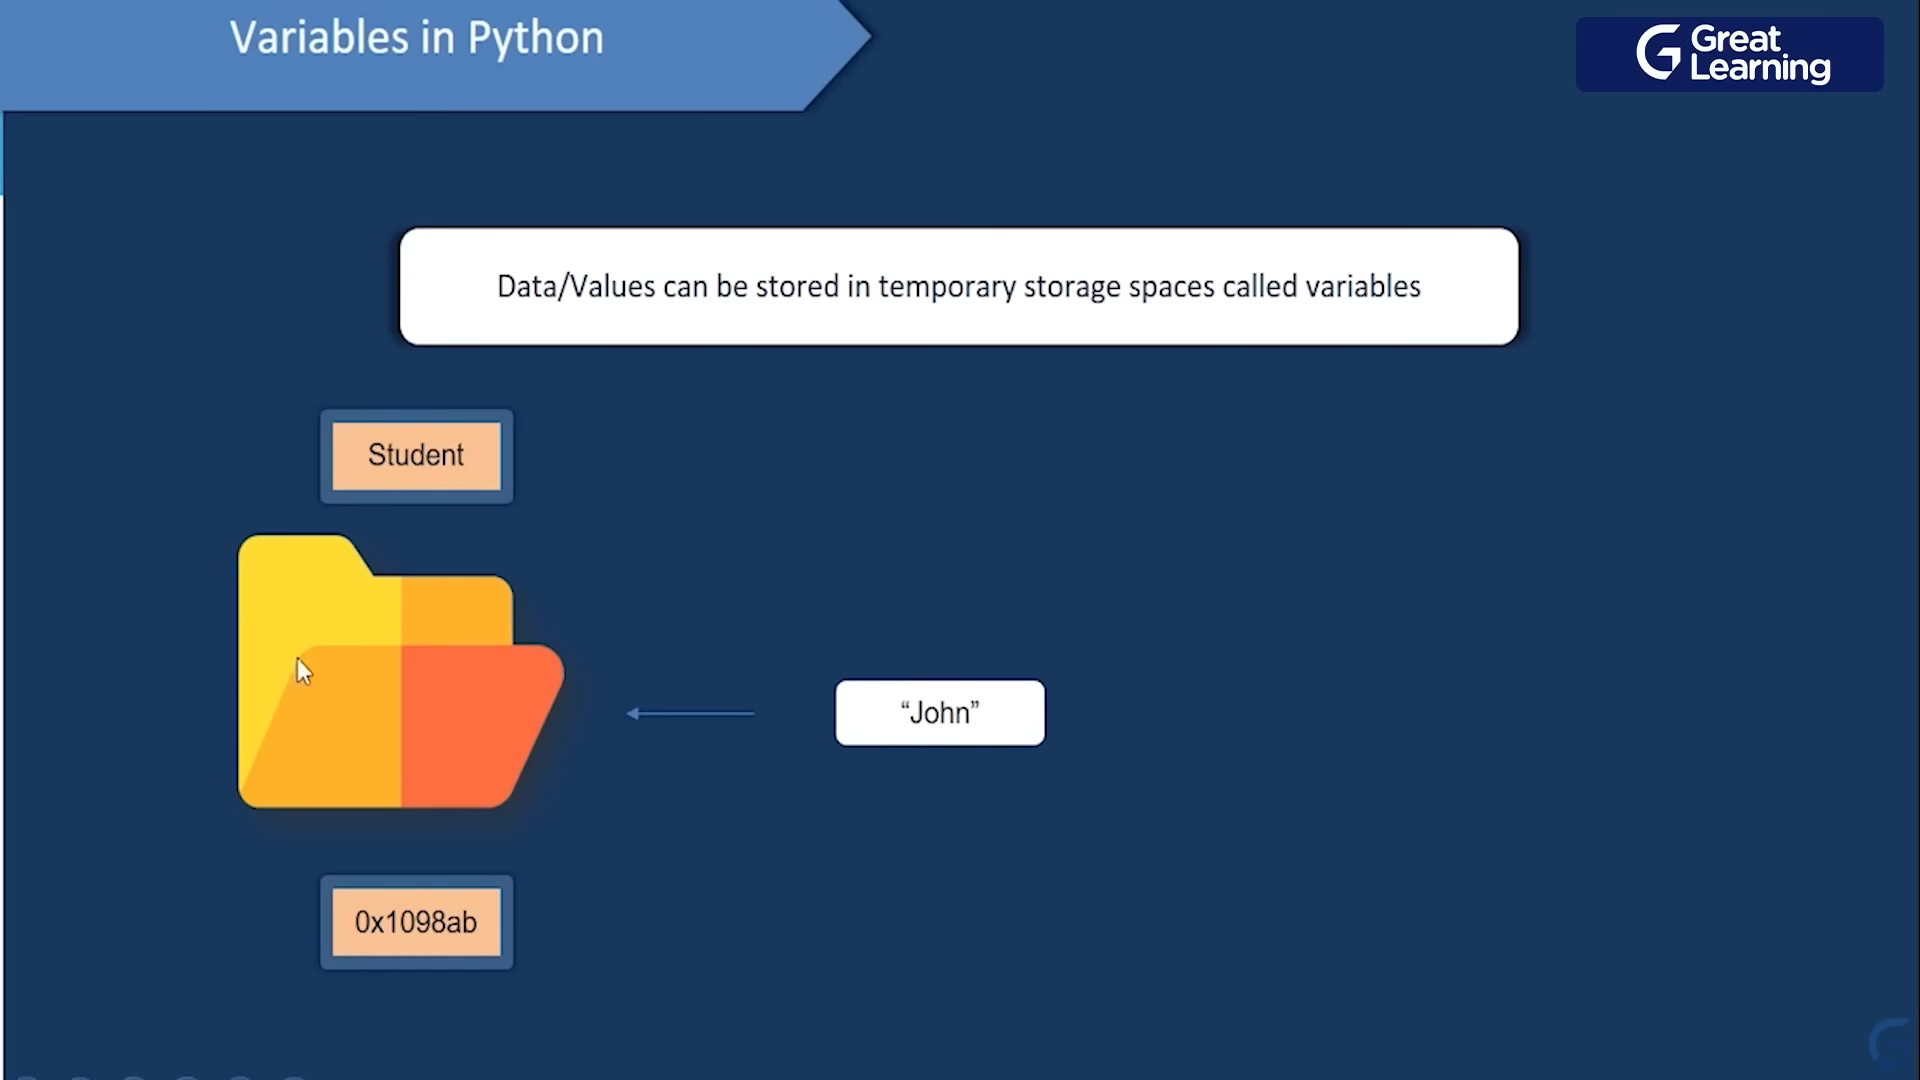 Variables in Python
Great
Learning
Data/Values can be stored in temporary storage spaces called variables
Student
“John”
0x1098ab